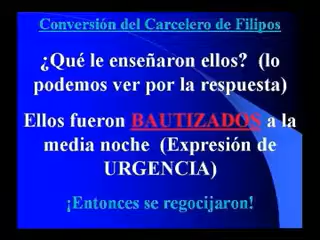 Conversión del Carcelero de Filipos
¿Qué le enseñaron ellos? (lo
podemos ver por la respuesta)
Ellos fueron BAUTIZADOS a la
media noche (Expresión de
URGENCIA)
¡Entonces se regocijaron!